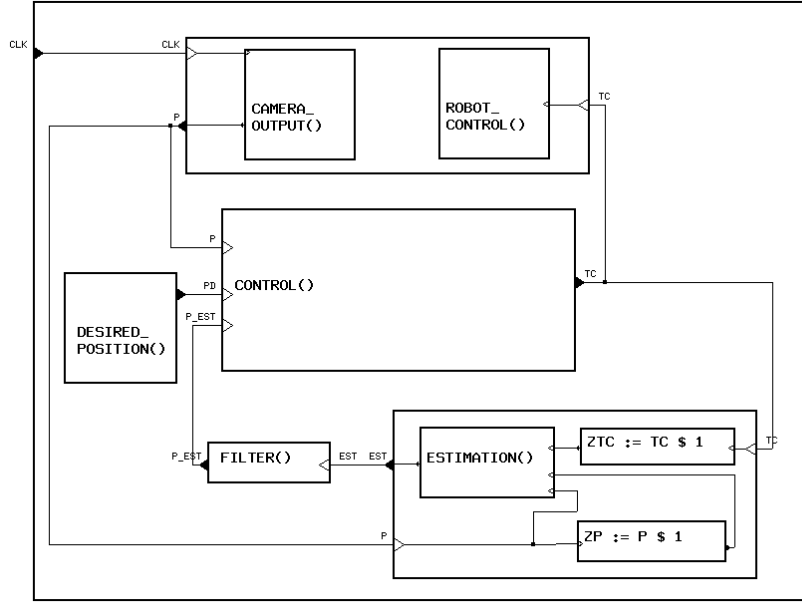 CLK
CLK
TC
CAMERA_
OUTPUT()
ROBOT_
CONTROL()
P
P
CONTROL()
TC
PD
P_EST
DESIRED_
POSITION()
P_EST
FILTER()
EST
EST
ESTIMATION()
ZTC := TC $ 1
TC
P
ZP := P $ 1